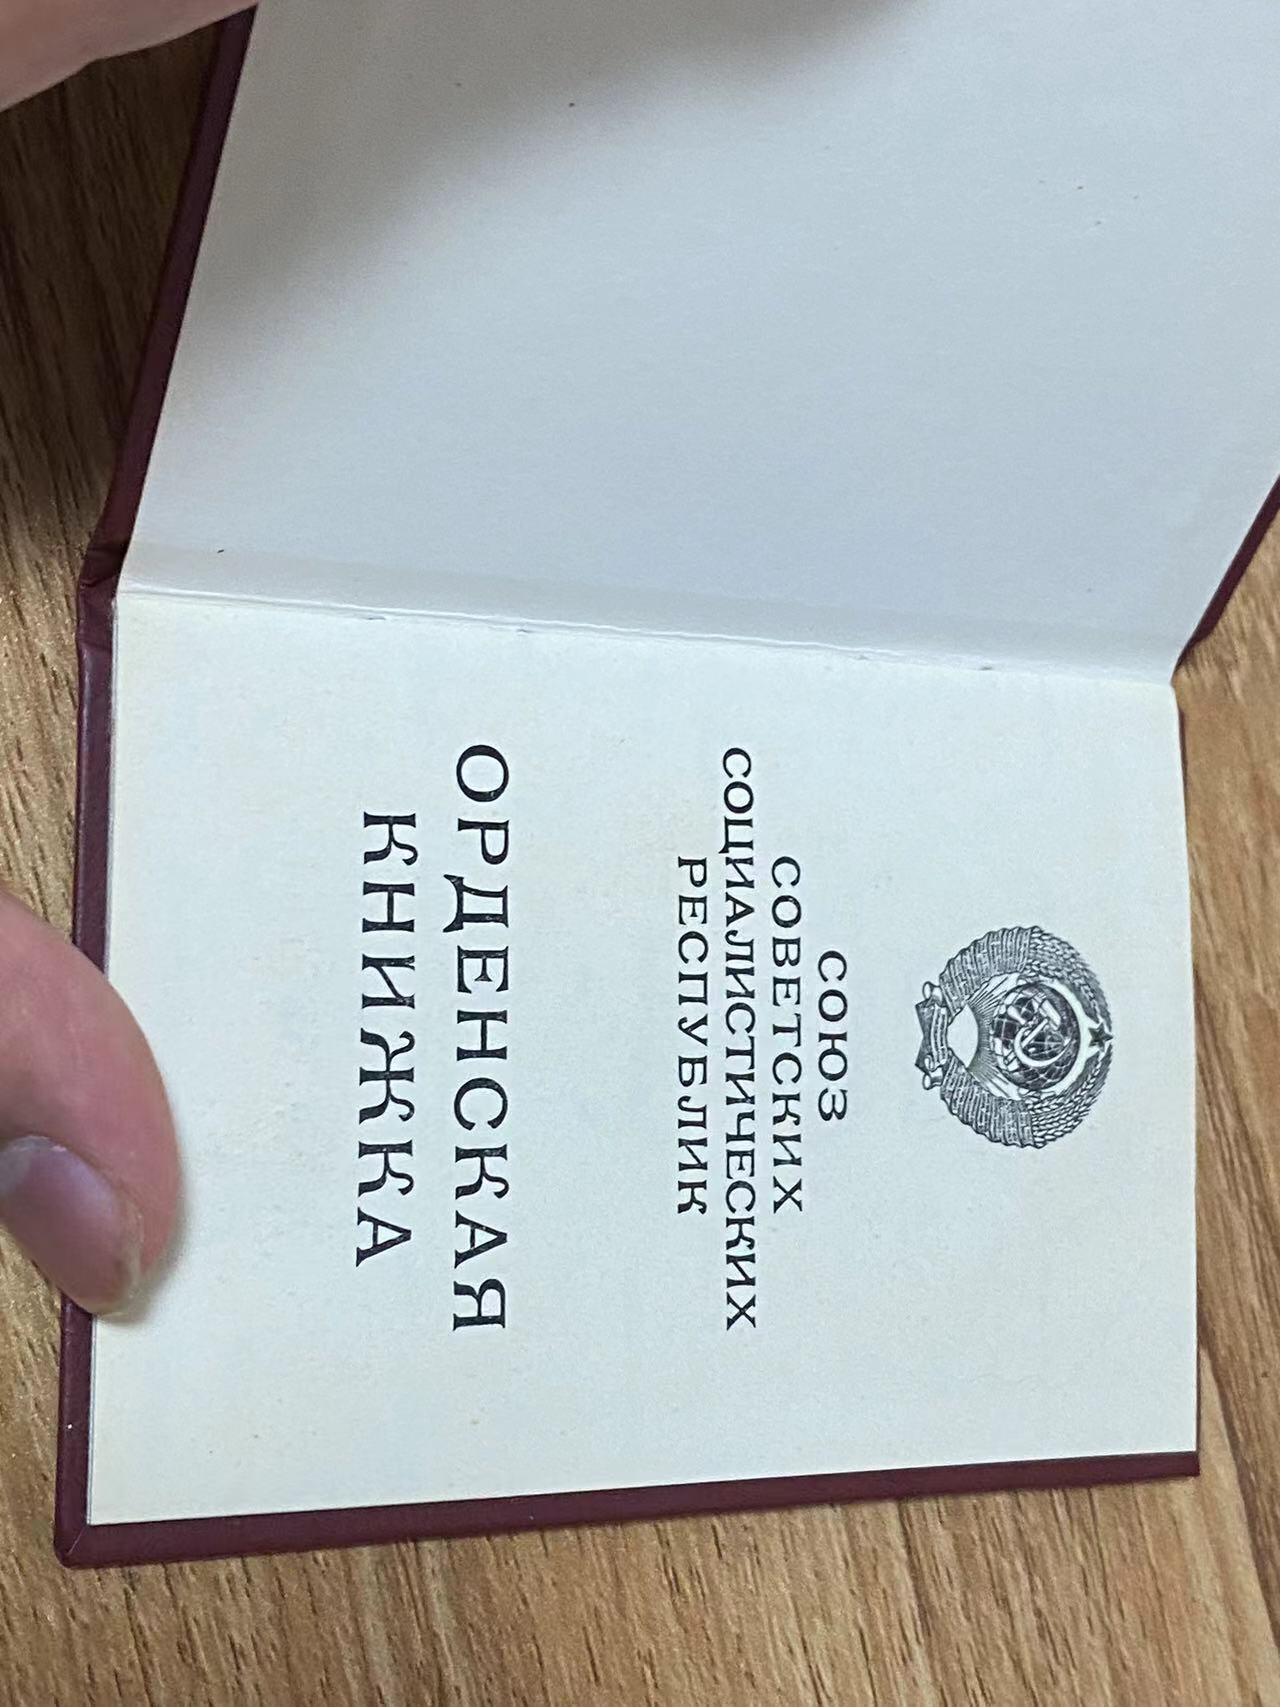 СОЮЗ
СОВЕТСКИХ
СОЦИАЛИСТИЧЕСКИХ
РЕСПУБЛИК
ОРДЕНСКАЯ
КНИЖКА